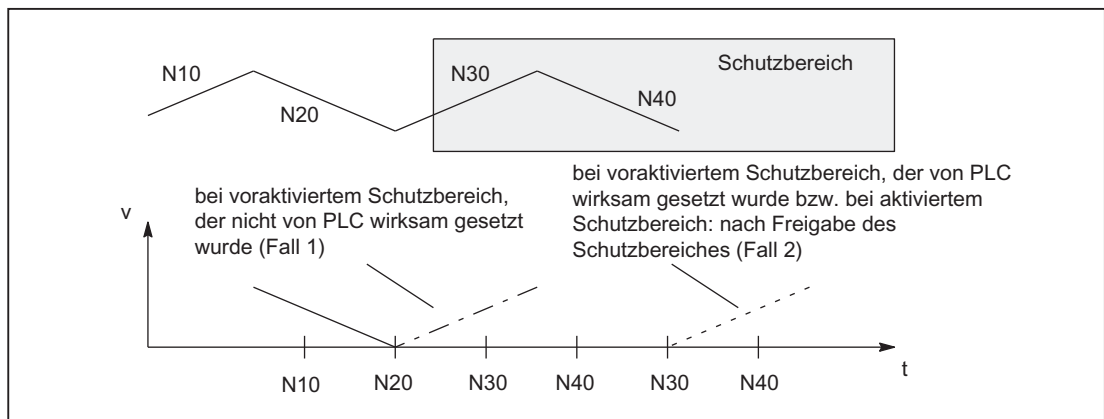 Schutzbereich
N10
N30
N40
N20
bei voraktiviertem Schutzbereich,
der nicht von PLC wirksam gesetzt
wurde (Fall 1)
bei voraktiviertem Schutzbereich, der von PLC
wirksam gesetzt wurde bzw. bei aktiviertem
Schutzbereich: nach Freigabe des
Schutzbereiches (Fall 2)
v
N10 N20 N30 N40 N30 N40
t